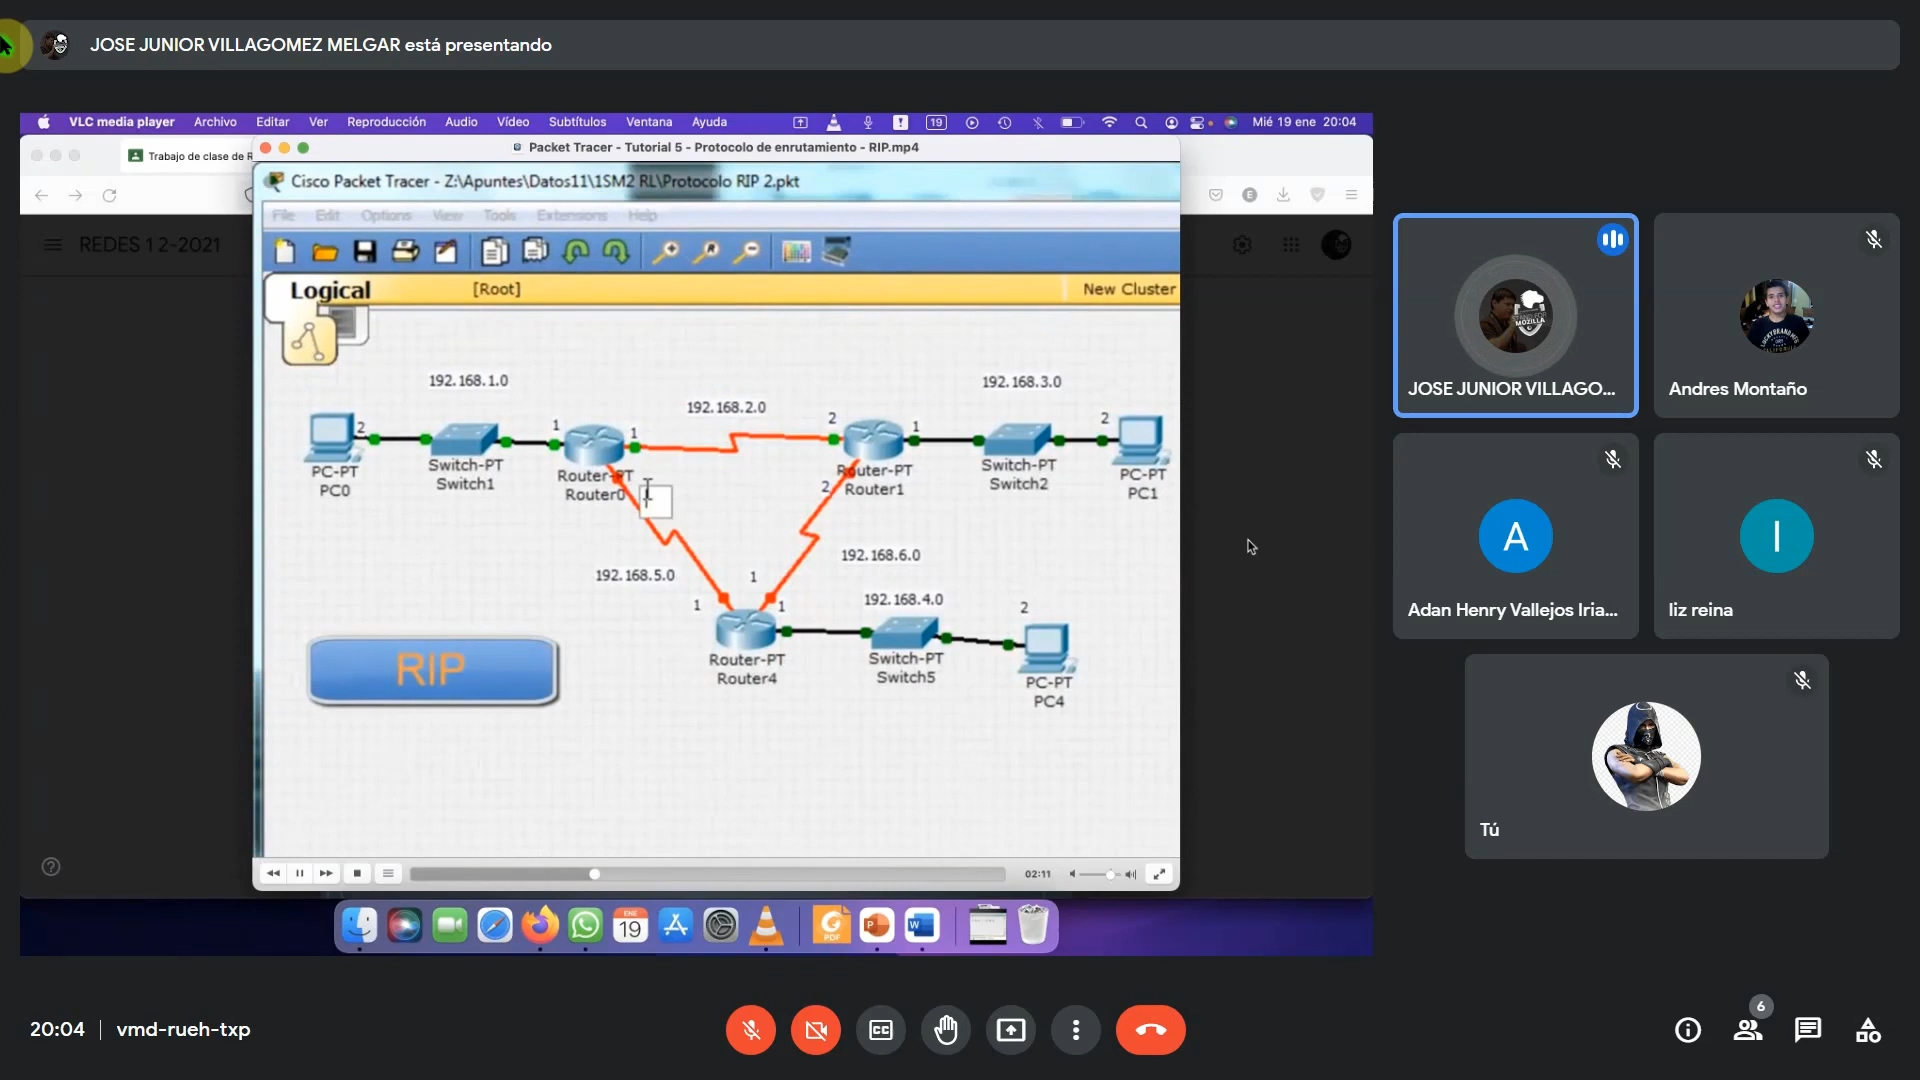 JOSE JUNIOR VILLAGOMEZ MELGAR está presentando
VLC media player Archivo Editar Ver Reproducción Audio Vídeo Subtítulos Ventana Ayuda 19 Mié 19 ene 20:04
Trabajo de clase de R
Packet Tracer - Tutorial 5 - Protocolo de enrutamiento - RIP.mp4
Cisco Packet Tracer - Z:\Apuntes\Datos11\1SM2 RL\Protocolo RIP 2.pkt
File Edit Options View Tools Extensions Help
REDES 1 2-2021
Logical [Root] New Cluster
192.168.1.0
192.168.2.0
192.168.3.0
2
1
1
2
1
2
PC-PT
PC0
Switch-PT
Switch1
Router-PT
Router0
Router-PT
Router1
Switch-PT
Switch2
PC-PT
PC1
2
192.168.5.0
192.168.6.0
1
1
1
192.168.4.0
2
Router-PT
Router4
Switch-PT
Switch5
PC-PT
PC4
RIP
02:11
ENE
19
PDF
P
W
E
JOSE JUNIOR VILLAGO...
STAND FOR
MOZILLA
Andres Montaño
A
Adan Henry Vallejos Iria...
I
liz reina
Tú
20:04 | vmd-rueh-txp
CC
6